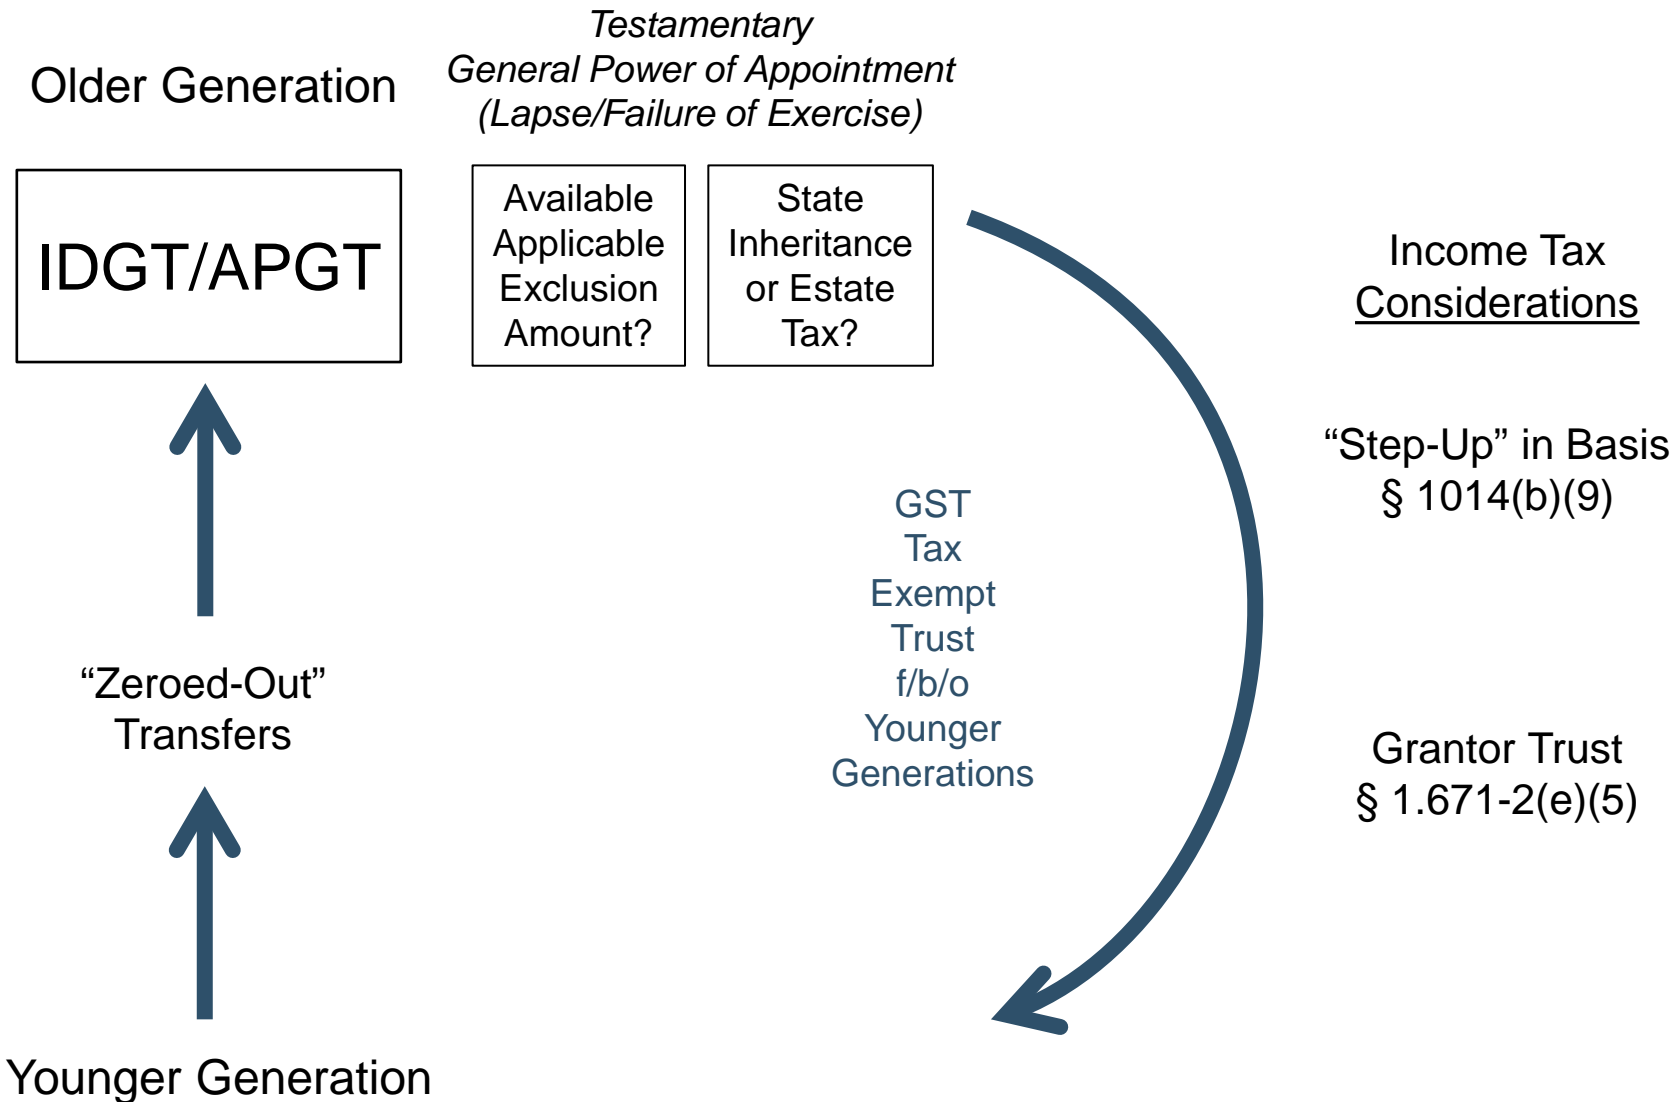 Testamentary
General Power of Appointment
(Lapse/Failure of Exercise)
Older Generation
IDGT/APGT
Available
Applicable
Exclusion
Amount?
State
Inheritance
or Estate
Tax?
Income Tax
Considerations
“Step-Up” in Basis
§ 1014(b)(9)
GST
Tax
Exempt
Trust
f/b/o
Younger
Generations
“Zeroed-Out”
Transfers
Grantor Trust
§ 1.671-2(e)(5)
Younger Generation